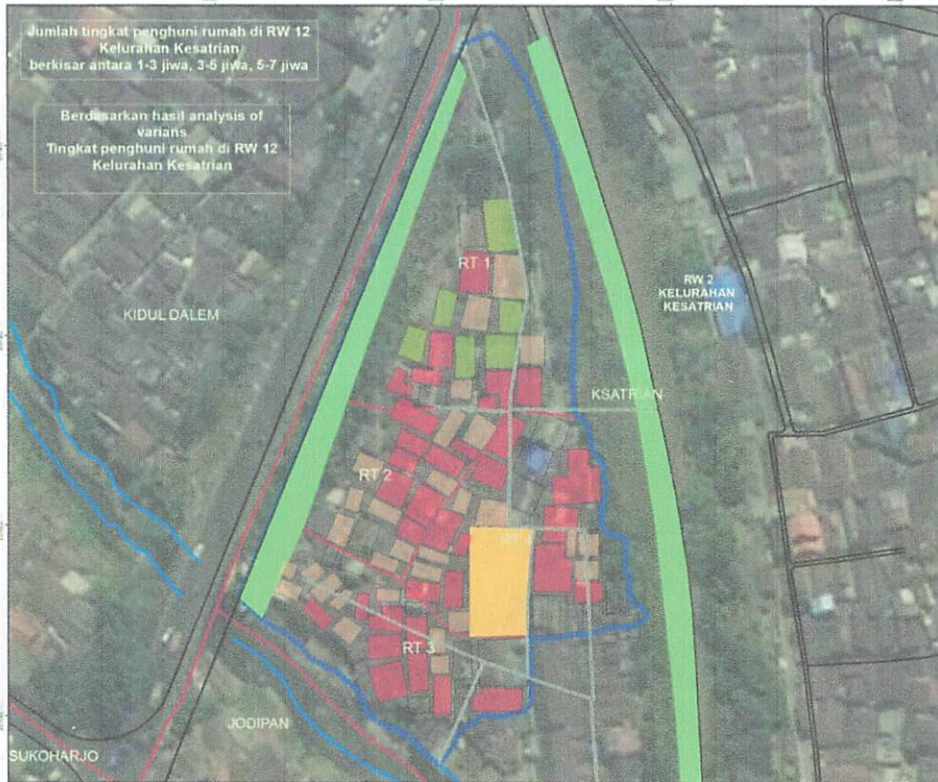 Jumlah tingkat penghuni rumah di RW 12
Kelurahan Kesatrian
berkisar antara 1-3 jiwa, 3-5 jiwa, 5-7 jiwa
Berdasarkan hasil analysis of
varians
Tingkat penghuni rumah di RW 12
Kelurahan Kesatrian
RT 1
RW 2
KELURAHAN
KESATRIAN
KIDUL DALEM
KSATRIAN
RT 2
RT
RT 3
JODIPAN
SUKOHARJO